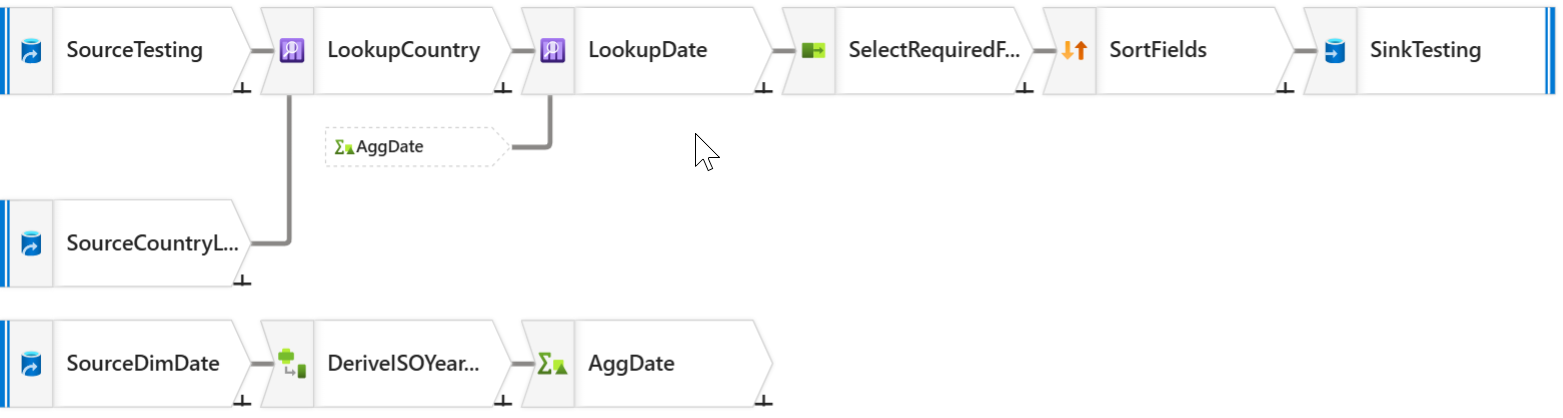 SourceTesting
LookupCountry
LookupDate
SelectRequiredF...
SortFields
SinkTesting
AggDate
SourceCountryL...
SourceDimDate
DeriveISOYear...
AggDate